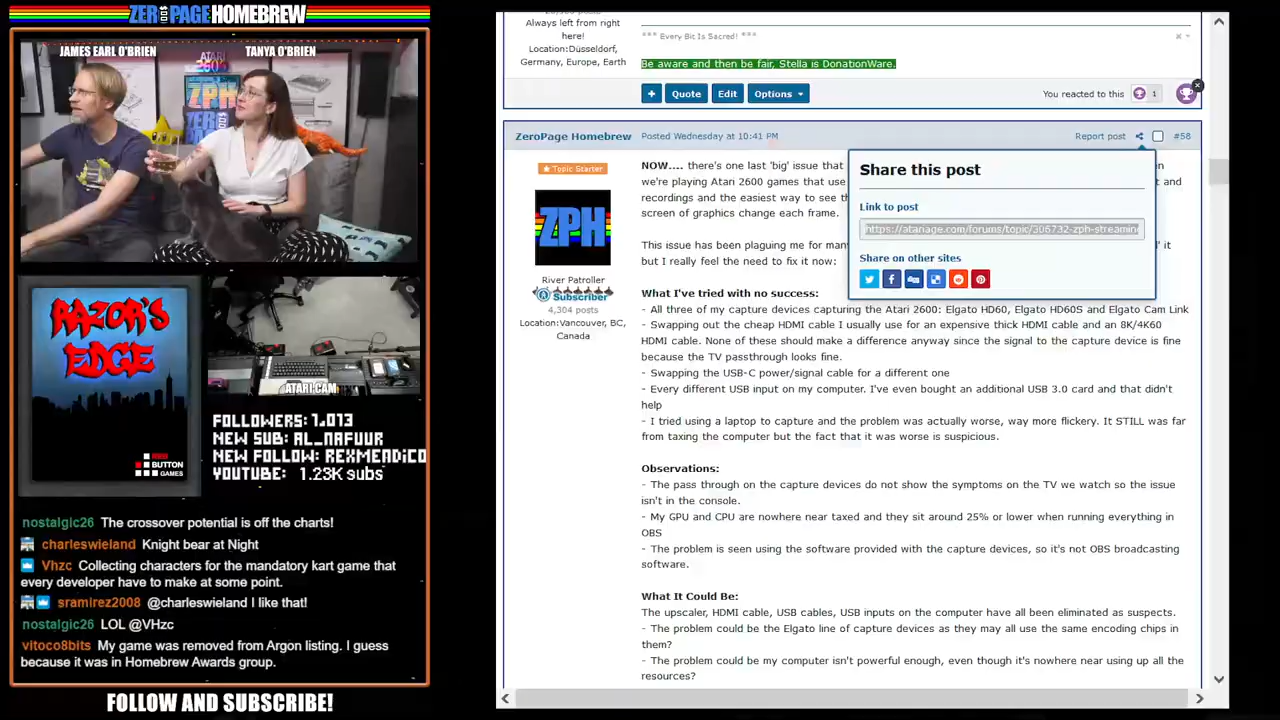 ZEROPAGE HOMEBREW
JAMES EARL O'BRIEN
TANYA O'BRIEN
ATARI
2600
ZPH
RAZOR'S
EDGE
RED
BUTTON
GAMES
ATARI CAM
FOLLOWERS: 1,013
NEW SUB: AL_NAFUUR
NEW FOLLOW: REXMENDICO
YOUTUBE: 1.23K subs
nostalgic26 The crossover potential is off the charts!
charleswieland Knight bear at Night
Vhzc Collecting characters for the mandatory kart game that
every developer have to make at some point.
sramirez2008 @charleswieland I like that!
nostalgic26 LOL @VHzc
vitoco8bits My game was removed from Argon listing. I guess
because it was in Homebrew Awards group.
FOLLOW AND SUBSCRIBE!
Always left from right
here!
Location:Düsseldorf,
Germany, Europe, Earth
*** Every Bit Is Sacred! ***
Be aware and then be fair, Stella is DonationWare.
+ Quote Edit Options
You reacted to this 1
ZeroPage Homebrew Posted Wednesday at 10:41 PM Report post #58
Topic Starter
ZPH
River Patroller
Subscriber
4,304 posts
Location:Vancouver, BC,
Canada
NOW.... there's one last 'big' issue that
we're playing Atari 2600 games that use and
recordings and the easiest way to see th
screen of graphics change each frame.
This issue has been plaguing me for man it
but I really feel the need to fix it now:
Share this post
Link to post
https://atariage.com/forums/topic/306732-zph-streamin
Share on other sites
What I've tried with no success:
- All three of my capture devices capturing the Atari 2600: Elgato HD60, Elgato HD60S and Elgato Cam Link
- Swapping out the cheap HDMI cable I usually use for an expensive thick HDMI cable and an 8K/4K60
HDMI cable. None of these should make a difference anyway since the signal to the capture device is fine
because the TV passthrough looks fine.
- Swapping the USB-C power/signal cable for a different one
- Every different USB input on my computer. I've even bought an additional USB 3.0 card and that didn't
help
- I tried using a laptop to capture and the problem was actually worse, way more flickery. It STILL was far
from taxing the computer but the fact that it was worse is suspicious.
Observations:
- The pass through on the capture devices do not show the symptoms on the TV we watch so the issue
isn't in the console.
- My GPU and CPU are nowhere near taxed and they sit around 25% or lower when running everything in
OBS
- The problem is seen using the software provided with the capture devices, so it's not OBS broadcasting
software.
What It Could Be:
The upscaler, HDMI cable, USB cables, USB inputs on the computer have all been eliminated as suspects.
- The problem could be the Elgato line of capture devices as they may all use the same encoding chips in
them?
- The problem could be my computer isn't powerful enough, even though it's nowhere near using up all the
resources?